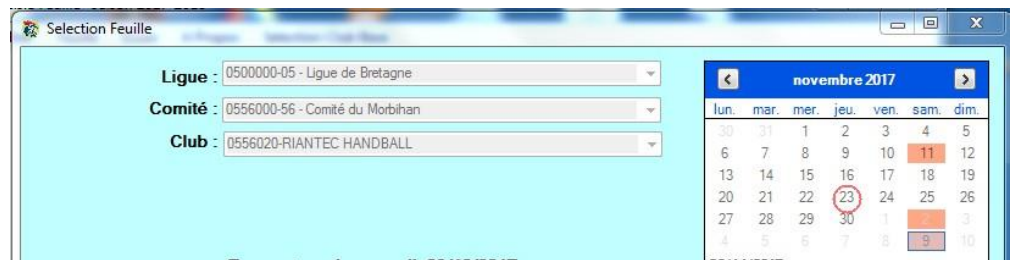 Selection Feuille
Ligue : 0500000-05 - Ligue de Bretagne
Comité : 0556000-56 - Comité du Morbihan
Club : 0556020-RIANTEC HANDBALL
novembre 2017
lun. mar. mer. jeu. ven. sam. dim.
30 31 1 2 3 4 5
6 7 8 9 10 11 12
13 14 15 16 17 18 19
20 21 22 23 24 25 26
27 28 29 30 1 2 3
4 5 6 7 8 9 10